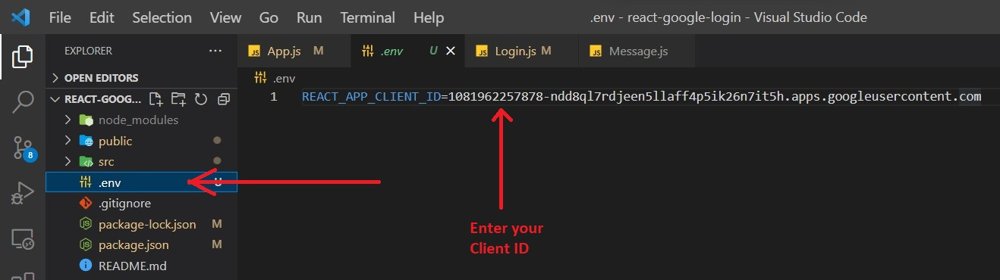 File Edit Selection View Go Run Terminal Help .env - react-google-login - Visual Studio Code
EXPLORER ...
App.js M .env U Login.js M Message.js
OPEN EDITORS
.env
REACT-GOOG...
1 REACT_APP_CLIENT_ID=1081962257878-ndd8ql7rdjeen5llaff4p5ik26n7it5h.apps.googleusercontent.com
node_modules
public
8
src
.env U
.gitignore
Enter your
Client ID
package-lock.json M
package.json M
README.md